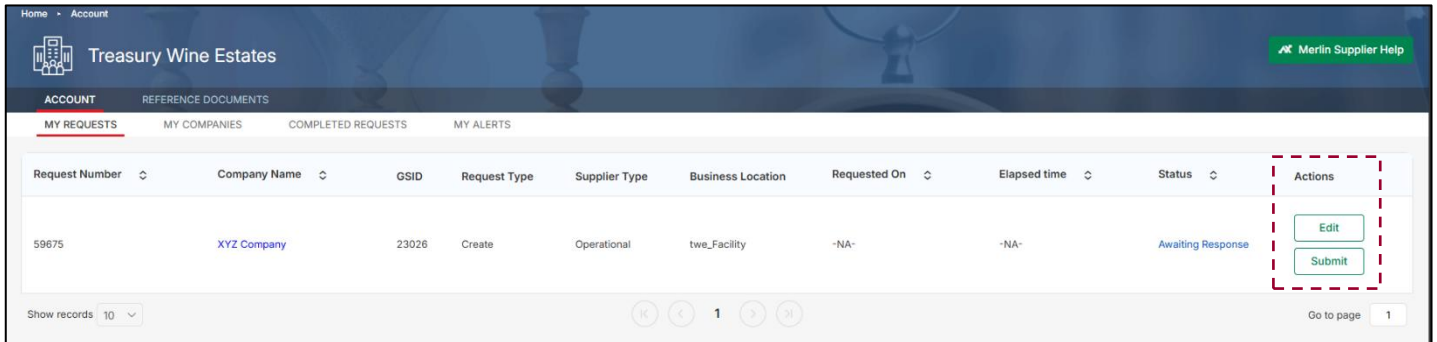 Home • Account
Treasury Wine Estates
Merlin Supplier Help
ACCOUNT REFERENCE DOCUMENTS
MY REQUESTS MY COMPANIES COMPLETED REQUESTS MY ALERTS
Request Number Company Name GSID Request Type Supplier Type Business Location Requested On Elapsed time Status Actions
59675 XYZ Company 23026 Create Operational twe_Facility -NA- -NA- Awaiting Response Edit
Submit
Show records 10 1 Go to page 1